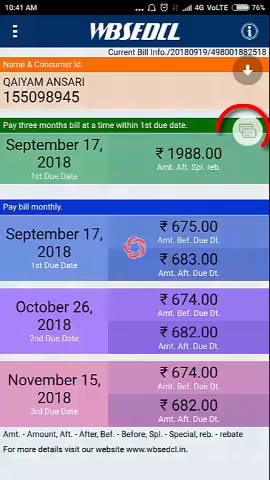 10:41 AM ... 4G VoLTE 76%
WBSEDCL
Current Bill Info./20180919/498001882518
Name & Consumer Id.
QAIYAM ANSARI
155098945
Pay three months bill at a time within 1st due date.
September 17, 2018
1st Due Date
₹ 1988.00
Amt. Aft. Spl. reb.
Pay bill monthly.
September 17, 2018
1st Due Date
₹ 675.00
Amt. Bef. Due Dt.
₹ 683.00
Amt. Aft. Due Dt.
October 26, 2018
2nd Due Date
₹ 674.00
Amt. Bef. Due Dt.
₹ 682.00
Amt. Aft. Due Dt.
November 15, 2018
3rd Due Date
₹ 674.00
Amt. Bef. Due Dt.
₹ 682.00
Amt. Aft. Due Dt.
Amt. - Amount, Aft. - After, Bef. - Before, Spl. - Special, reb. - rebate
For more details visit our website www.wbsedcl.in.